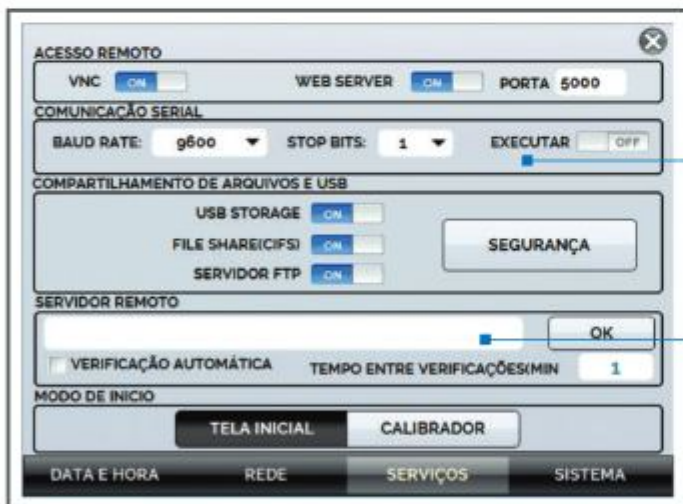 ACESSO REMOTO
VNC ON WEB SERVER ON PORTA 5000
COMUNICAÇÃO SERIAL
BAUD RATE: 9600 STOP BITS: 1 EXECUTAR OFF
COMPARTILHAMENTO DE ARQUIVOS E USB
USB STORAGE ON
FILE SHARE(CIFS) ON
SERVIDOR FTP ON
SEGURANÇA
SERVIDOR REMOTO
OK
VERIFICAÇÃO AUTOMÁTICA TEMPO ENTRE VERIFICAÇÕES(MIN 1
MODO DE INICIO
TELA INICIAL CALIBRADOR
DATA E HORA REDE SERVIÇOS SISTEMA